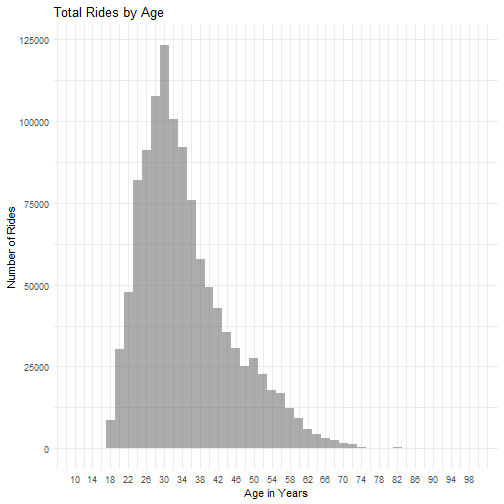 Total Rides by Age
125000
100000
75000
50000
25000
0
Number of Rides
10 14 18 22 26 30 34 38 42 46 50 54 58 62 66 70 74 78 82 86 90 94 98
Age in Years